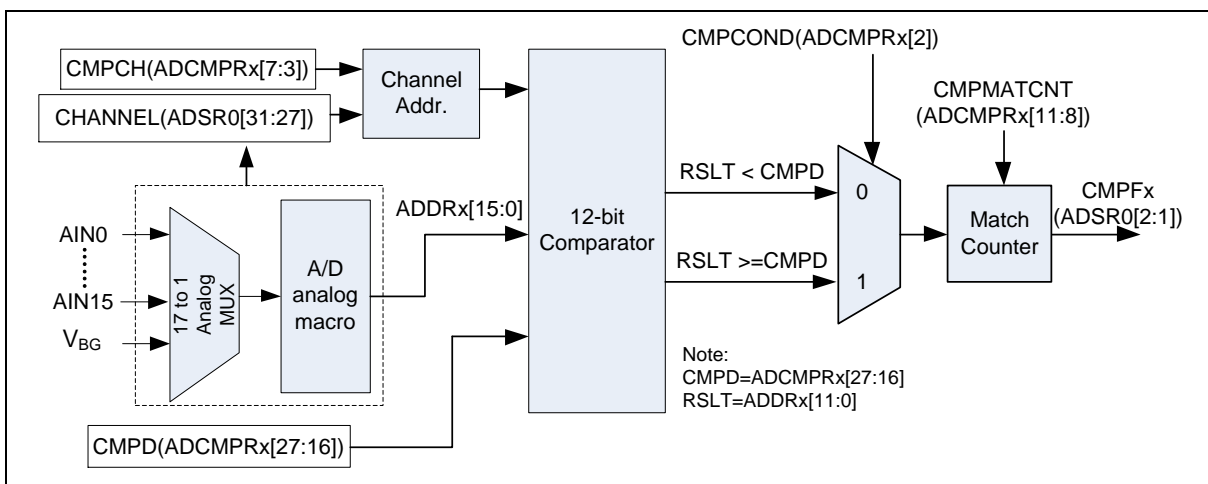 CMPCH(ADCMPRx[7:3])
CHANNEL(ADSR0[31:27])
Channel
Addr.
AIN0
AIN15
VBG
17 to 1
Analog
MUX
A/D
analog
macro
ADDRx[15:0]
CMPD(ADCMPRx[27:16])
12-bit
Comparator
CMPCOND(ADCMPRx[2])
RSLT < CMPD
RSLT >=CMPD
0
1
CMPMATCNT
(ADCMPRx[11:8])
Match
Counter
CMPFx
(ADSR0[2:1])
Note:
CMPD=ADCMPRx[27:16]
RSLT=ADDRx[11:0]